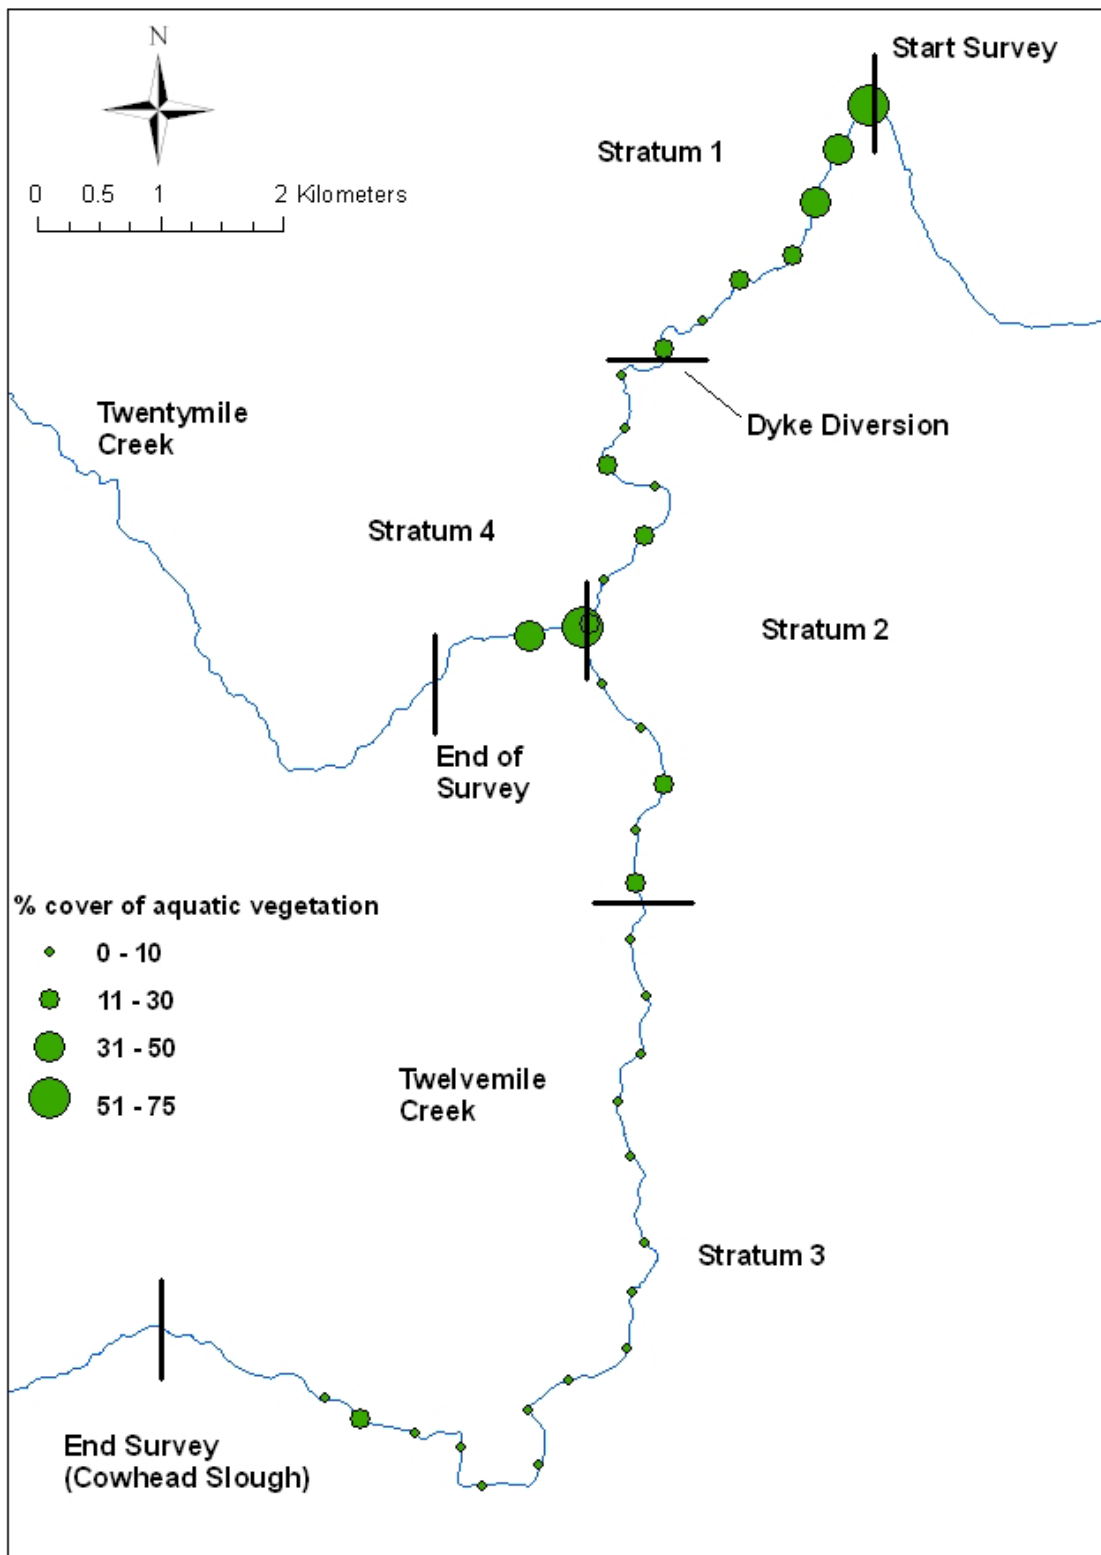 N
Start Survey
Stratum 1
0 0.5 1 2 Kilometers
Twentymile
Creek
Dyke Diversion
Stratum 4
Stratum 2
End of
Survey
% cover of aquatic vegetation
0 - 10
11 - 30
31 - 50
51 - 75
Twelvemile
Creek
Stratum 3
End Survey
(Cowhead Slough)